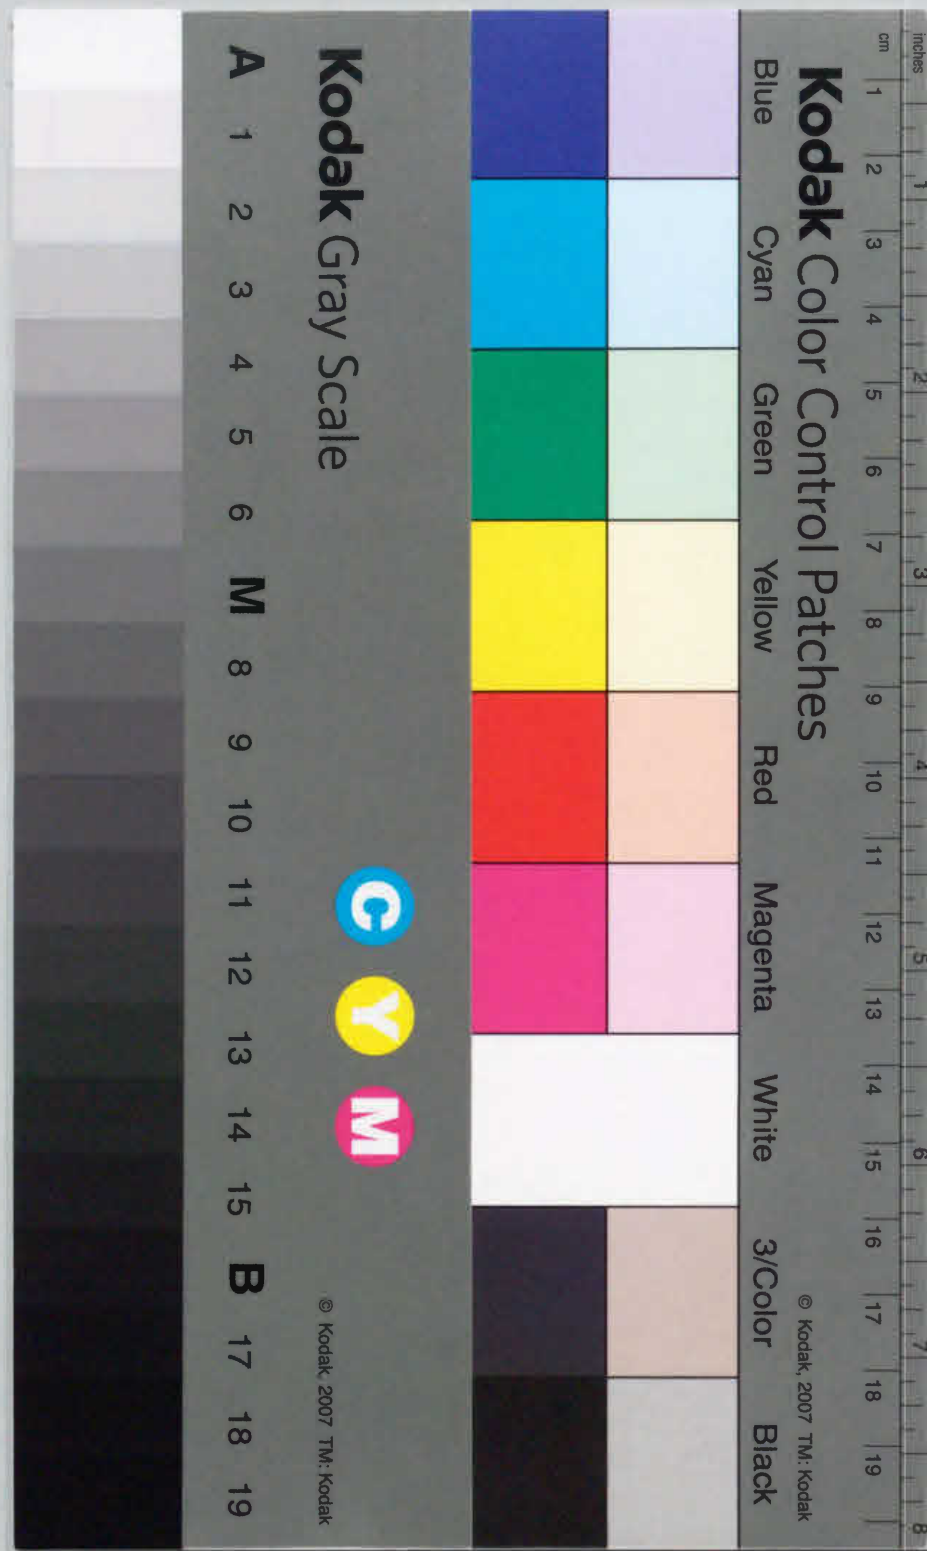 inches 1 2 3 4 5 6 7 8
cm 1 2 3 4 5 6 7 8 9 10 11 12 13 14 15 16 17 18 19
Kodak Color Control Patches
© Kodak, 2007 TM: Kodak
Blue Cyan Green Yellow Red Magenta White 3/Color Black
Kodak Gray Scale
C Y M
© Kodak, 2007 TM: Kodak
A 1 2 3 4 5 6 M 8 9 10 11 12 13 14 15 B 17 18 19